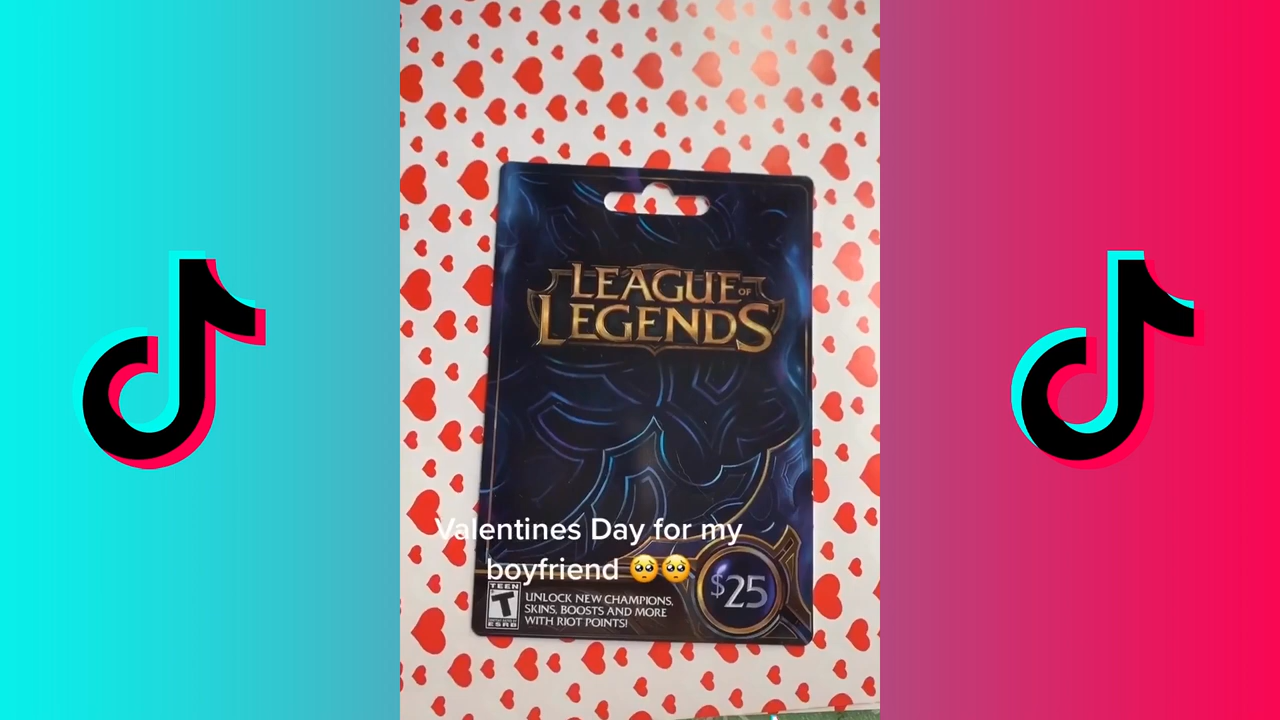 LEAGUE OF
LEGENDS
Valentines Day for my
boyfriend 🥺🥺
$25
TEEN
T
ESRB
UNLOCK NEW CHAMPIONS,
SKINS, BOOSTS AND MORE
WITH RIOT POINTS!